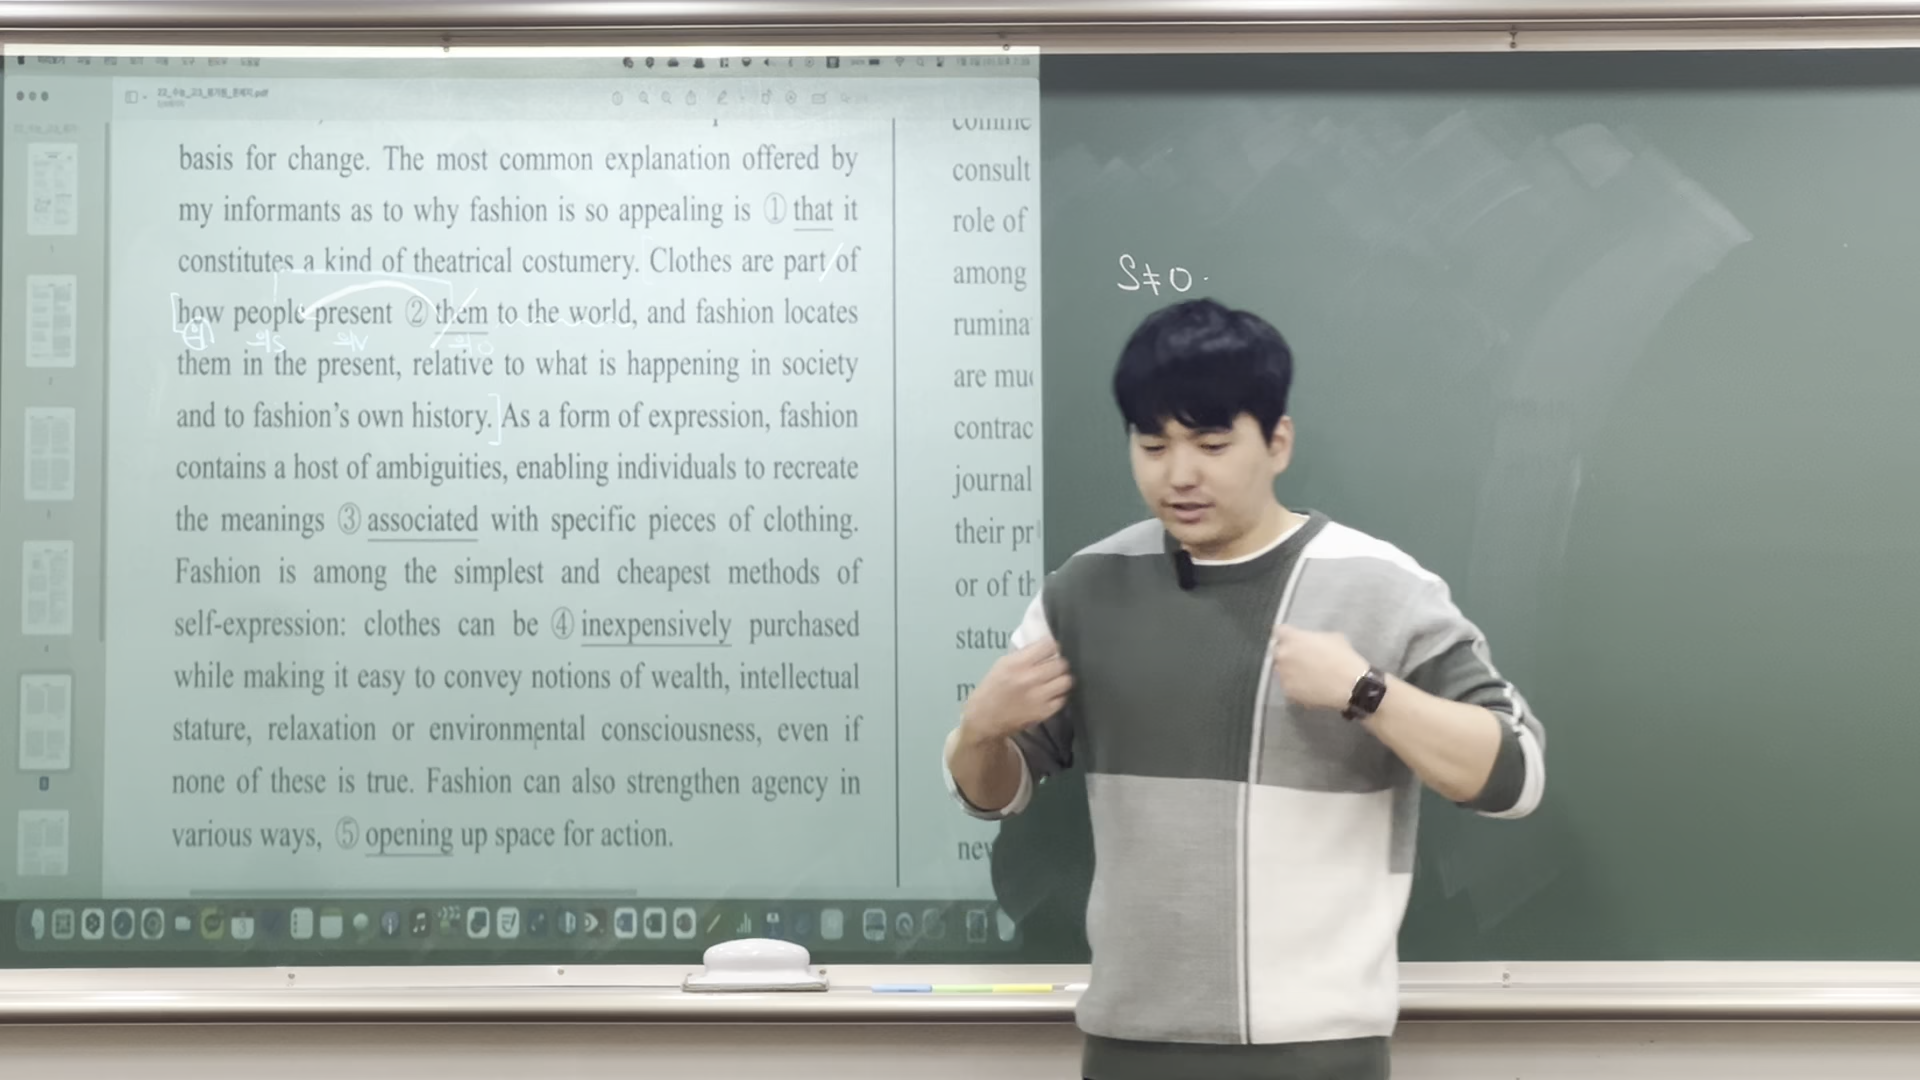 basis for change. The most common explanation offered by
my informants as to why fashion is so appealing is ① that it
constitutes a kind of theatrical costumery. Clothes are part of
how people present ② them to the world, and fashion locates
them in the present, relative to what is happening in society
and to fashion's own history. As a form of expression, fashion
contains a host of ambiguities, enabling individuals to recreate
the meanings ③ associated with specific pieces of clothing.
Fashion is among the simplest and cheapest methods of
self-expression: clothes can be ④ inexpensively purchased
while making it easy to convey notions of wealth, intellectual
stature, relaxation or environmental consciousness, even if
none of these is true. Fashion can also strengthen agency in
various ways, ⑤ opening up space for action.
consult
role of
among
are
journal
their
or of
S≠O